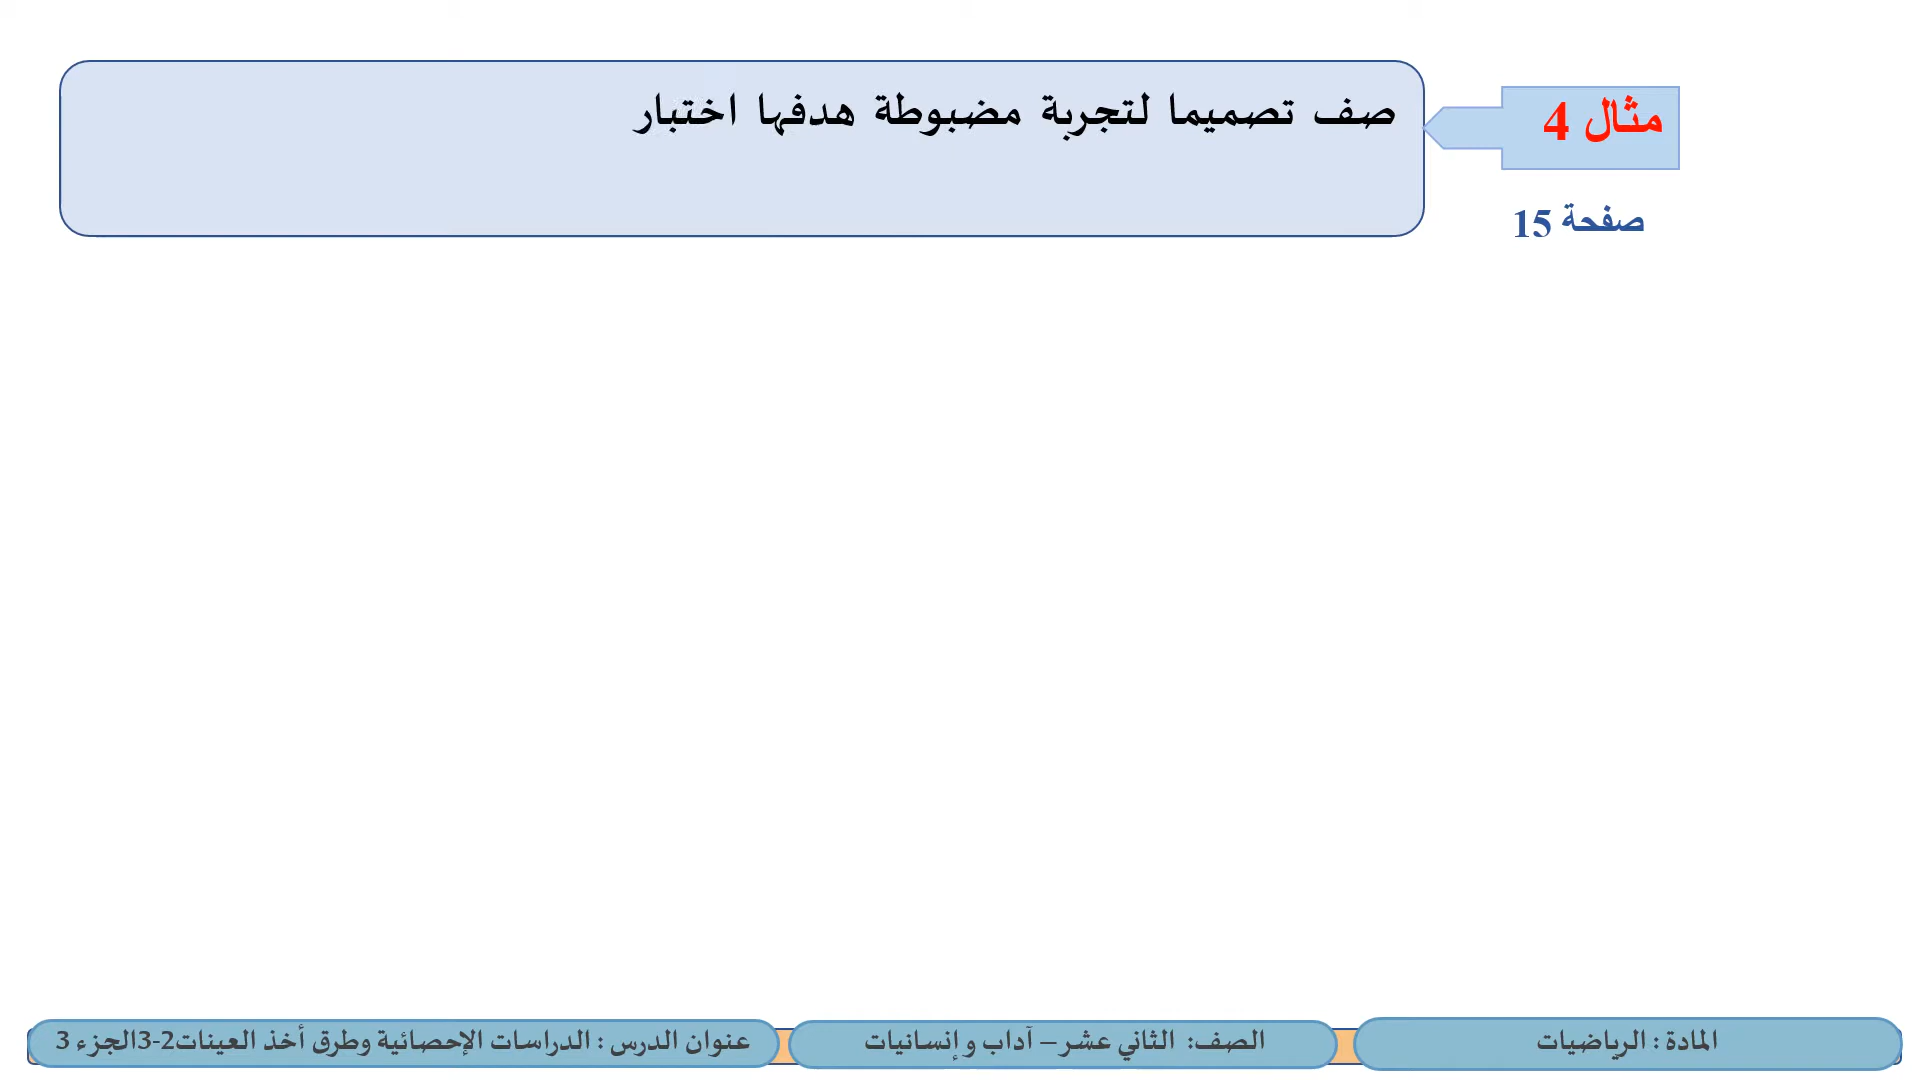 مثال 4
صف تصميما لتجربة مضبوطة هدفها اختبار
صفحة 15
المادة : الرياضيات
الصف: الثاني عشر – آداب و إنسانيات
عنوان الدرس : الدراسات الإحصائية وطرق أخذ العينات2-3الجزء 3